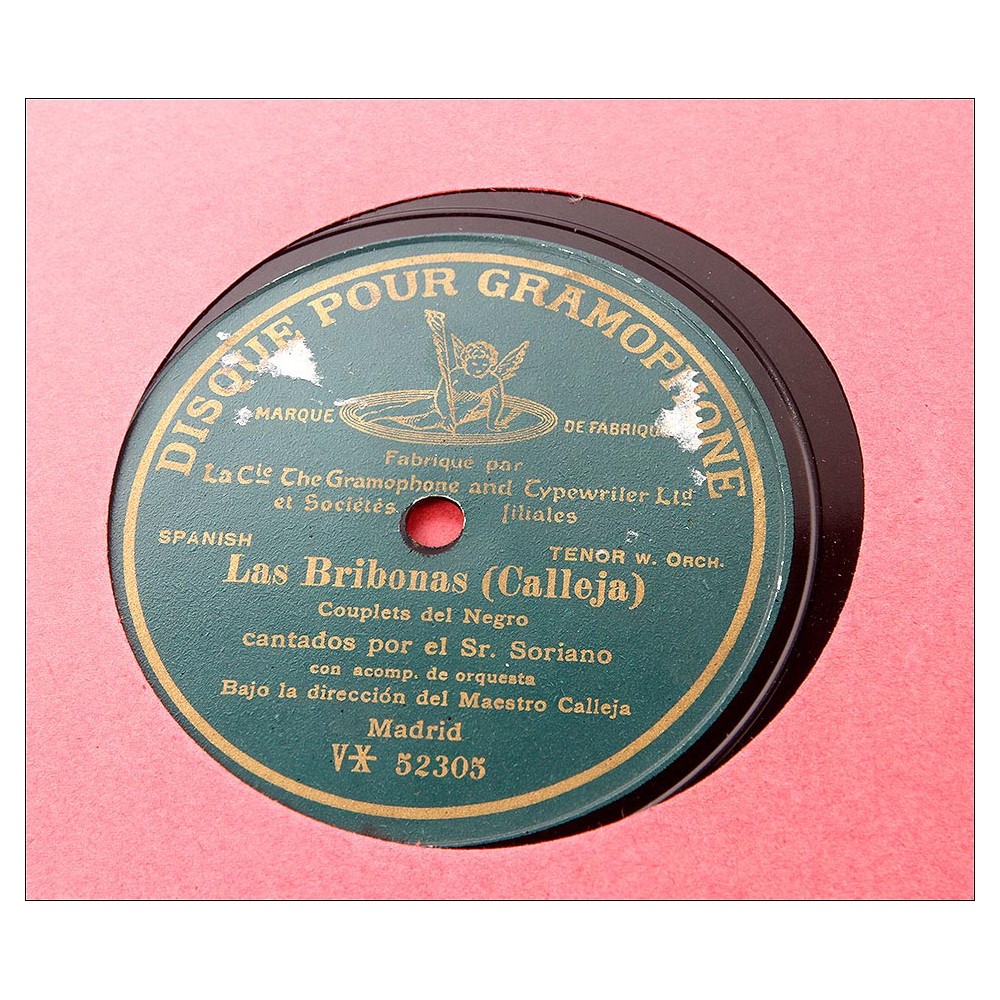 DISQUE POUR GRAMOPHONE
MARQUE DE FABRIQUE
Fabriqué par
La Cie The Gramophone and Typewriter Ltd
et Sociétés filiales
SPANISH
TENOR W. ORCH.
Las Bribonas (Calleja)
Couplets del Negro
cantados por el Sr. Soriano
con acomp. de orquesta
Bajo la dirección del Maestro Calleja
Madrid
V 52305